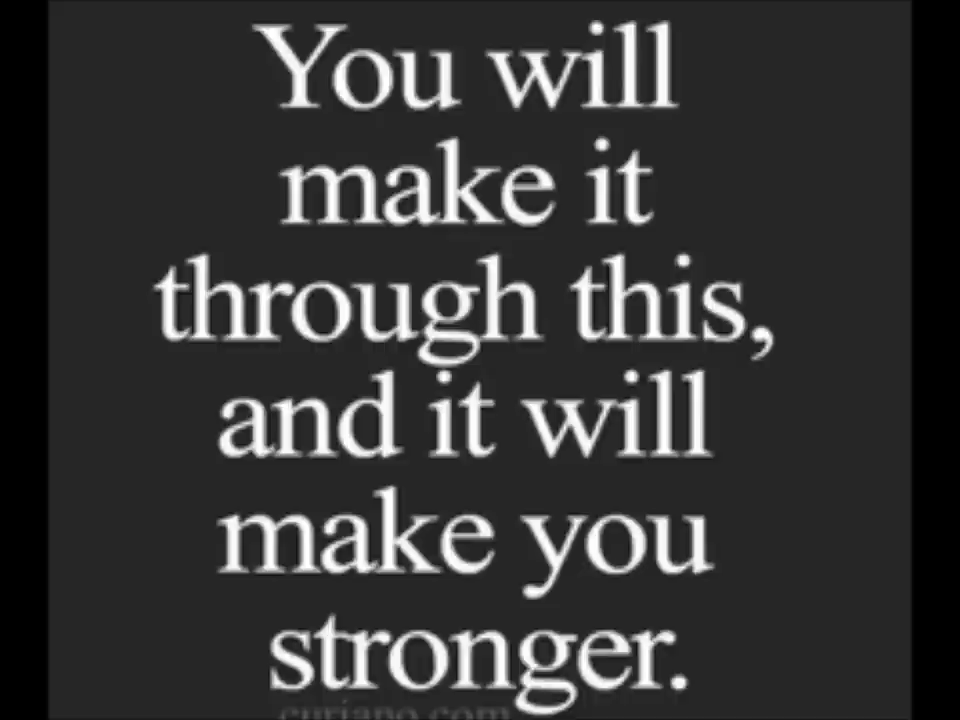 You will
make it
through this,
and it will
make you
stronger.